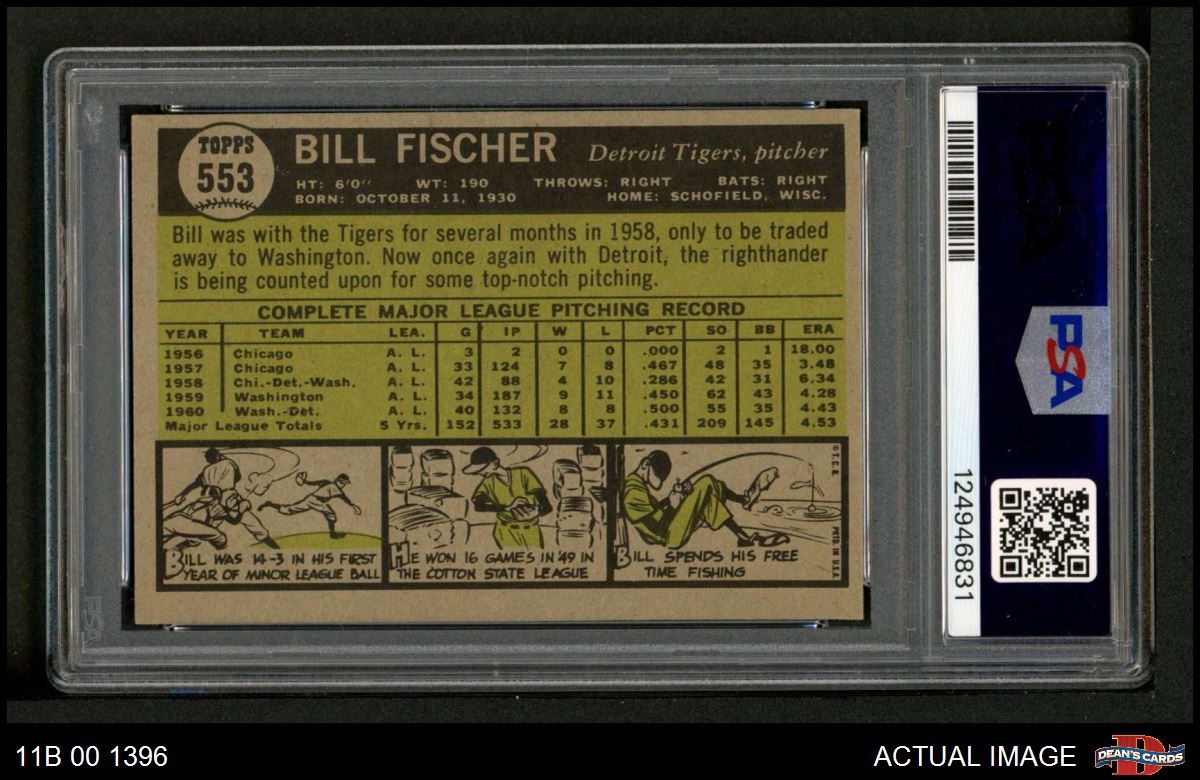 TOPPS
553
BILL FISCHER Detroit Tigers, pitcher
HT: 6'0" WT: 190 THROWS: RIGHT BATS: RIGHT
BORN: OCTOBER 11, 1930 HOME: SCHOFIELD, WISC.
Bill was with the Tigers for several months in 1958, only to be traded
away to Washington. Now once again with Detroit, the righthander
is being counted upon for some top-notch pitching.
COMPLETE MAJOR LEAGUE PITCHING RECORD
YEAR TEAM LEA. G IP W L PCT SO BB ERA
1956 Chicago A. L. 3 2 0 0 .000 2 1 18.00
1957 Chicago A. L. 33 124 7 8 .467 48 35 3.48
1958 Chi.-Det.-Wash. A. L. 42 88 4 10 .286 42 31 6.34
1959 Washington A. L. 34 187 9 11 .450 62 43 4.28
1960 Wash.-Det. A. L. 40 132 8 8 .500 55 35 4.43
Major League Totals 5 Yrs. 152 533 28 37 .431 209 145 4.53
BILL WAS 14-3 IN HIS FIRST
YEAR OF MINOR LEAGUE BALL
HE WON 16 GAMES IN '49 IN
THE COTTON STATE LEAGUE
BILL SPENDS HIS FREE
TIME FISHING
© T.C.G.
PRTD. IN U.S.A.
PSA
PSA
124946831
PSA
11B 00 1396
ACTUAL IMAGE
DEAN'S CARDS